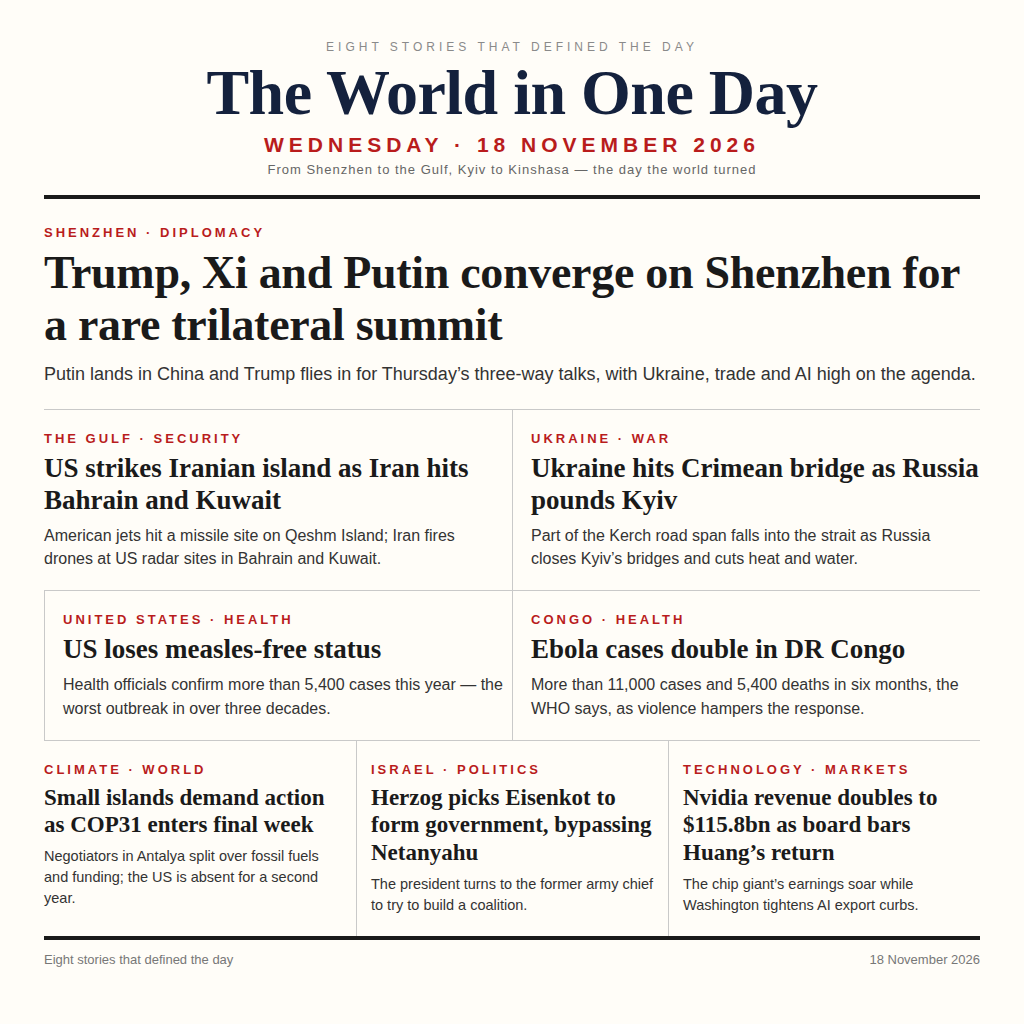 EIGHT STORIES THAT DEFINED THE DAY
The World in One Day
WEDNESDAY · 18 NOVEMBER 2026
From Shenzhen to the Gulf, Kyiv to Kinshasa — the day the world turned
SHENZHEN · DIPLOMACY
Trump, Xi and Putin converge on Shenzhen for
a rare trilateral summit
Putin lands in China and Trump flies in for Thursday’s three-way talks, with Ukraine, trade and AI high on the agenda.
THE GULF · SECURITY
US strikes Iranian island as Iran hits
Bahrain and Kuwait
American jets hit a missile site on Qeshm Island; Iran fires
drones at US radar sites in Bahrain and Kuwait.
UKRAINE · WAR
Ukraine hits Crimean bridge as Russia
pounds Kyiv
Part of the Kerch road span falls into the strait as Russia
closes Kyiv’s bridges and cuts heat and water.
UNITED STATES · HEALTH
US loses measles-free status
Health officials confirm more than 5,400 cases this year — the
worst outbreak in over three decades.
CONGO · HEALTH
Ebola cases double in DR Congo
More than 11,000 cases and 5,400 deaths in six months, the
WHO says, as violence hampers the response.
CLIMATE · WORLD
Small islands demand action
as COP31 enters final week
Negotiators in Antalya split over fossil fuels
and funding; the US is absent for a second
year.
ISRAEL · POLITICS
Herzog picks Eisenkot to
form government, bypassing
Netanyahu
The president turns to the former army chief
to try to build a coalition.
TECHNOLOGY · MARKETS
Nvidia revenue doubles to
$115.8bn as board bars
Huang’s return
The chip giant’s earnings soar while
Washington tightens AI export curbs.
Eight stories that defined the day
18 November 2026